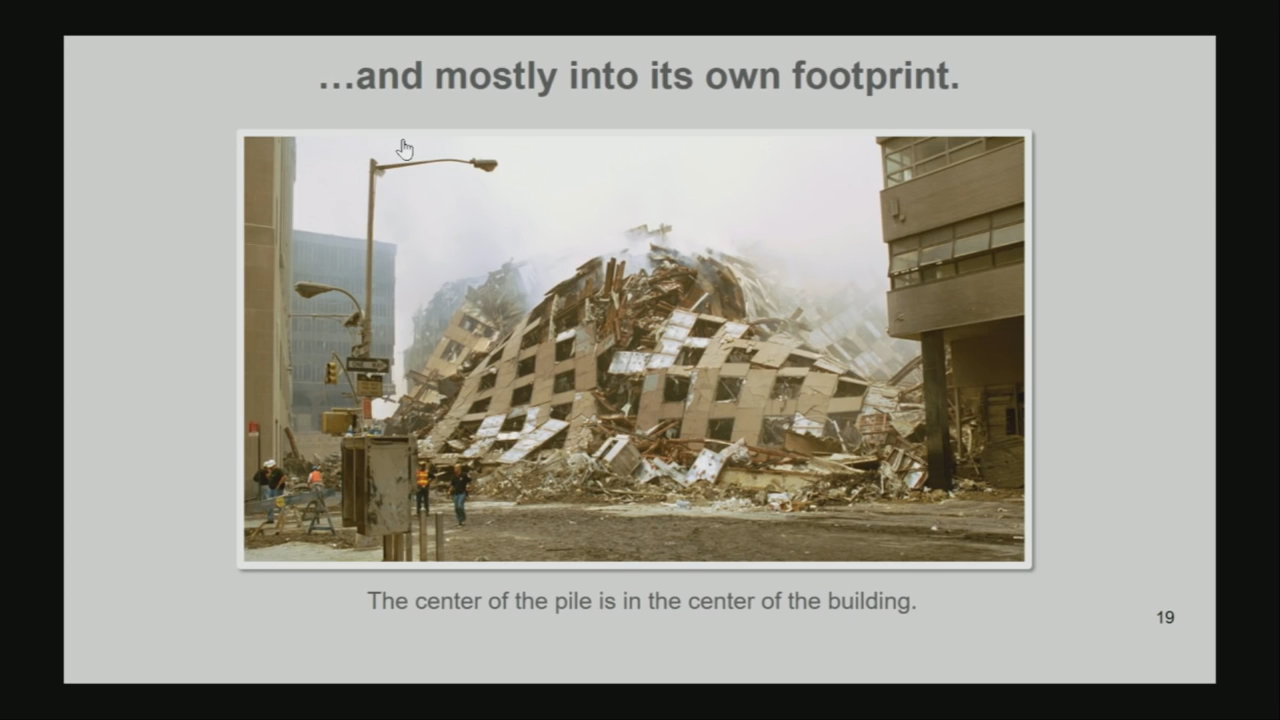 …and mostly into its own footprint.
The center of the pile is in the center of the building.
19